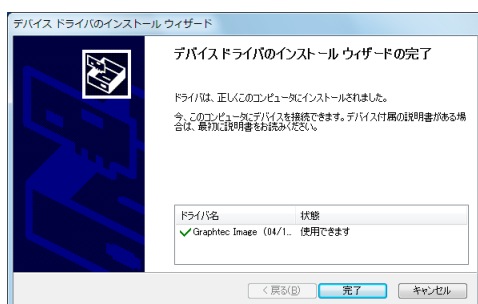 デバイス ドライバのインストール ウィザード
デバイス ドライバのインストール ウィザードの完了
ドライバは、正しくこのコンピュータにインストールされました。
今、このコンピュータにデバイスを接続できます。デバイス付属の説明書がある場
合は、最初に説明書をお読みください。
ドライバ名 状態
Graphtec Image (04/1.. 使用できます
< 戻る(B) 完了 キャンセル